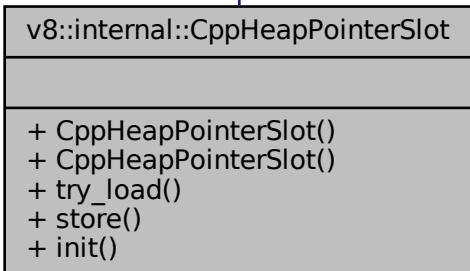 v8::internal::CppHeapPointerSlot
+ CppHeapPointerSlot()
+ CppHeapPointerSlot()
+ try_load()
+ store()
+ init()